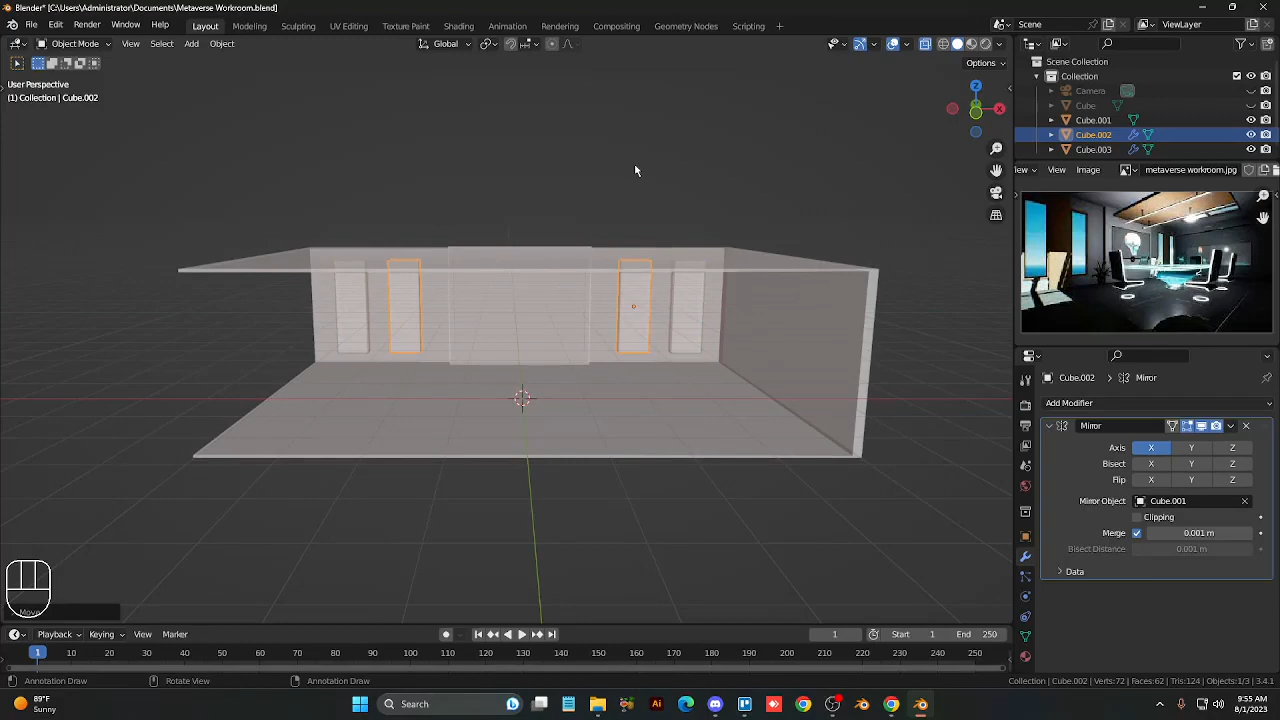 Blender* [C:\Users\Administrator\Documents\Metaverse Workroom.blend]
File Edit Render Window Help Layout Modeling Sculpting UV Editing Texture Paint Shading Animation Rendering Compositing Geometry Nodes Scripting + Scene ViewLayer
Object Mode View Select Add Object Global
Options
User Perspective
(1) Collection | Cube.002
Z
X
Scene Collection
Collection
Camera
Cube
Cube.001
Cube.002
Cube.003
iew View Image metaverse workroom.jpg
Cube.002 > Mirror
Add Modifier
Mirror
Axis X Y Z
Bisect X Y Z
Flip X Y Z
Mirror Object Cube.001
Clipping
Merge 0.001 m
Bisect Distance 0.001 m
Data
Move
Playback Keying View Marker 1 Start 1 End 250
1 10 20 30 40 50 60 70 80 90 100 110 120 130 140 150 160 170 180 190 200 210 220 230 240 250
Annotation Draw Rotate View Annotation Draw Collection | Cube.002 | Verts:72 | Faces:62 | Tris:124 | Objects:1/3 | 3.4.1
89°F
Sunny
Search
Ai
9:55 AM
8/1/2023